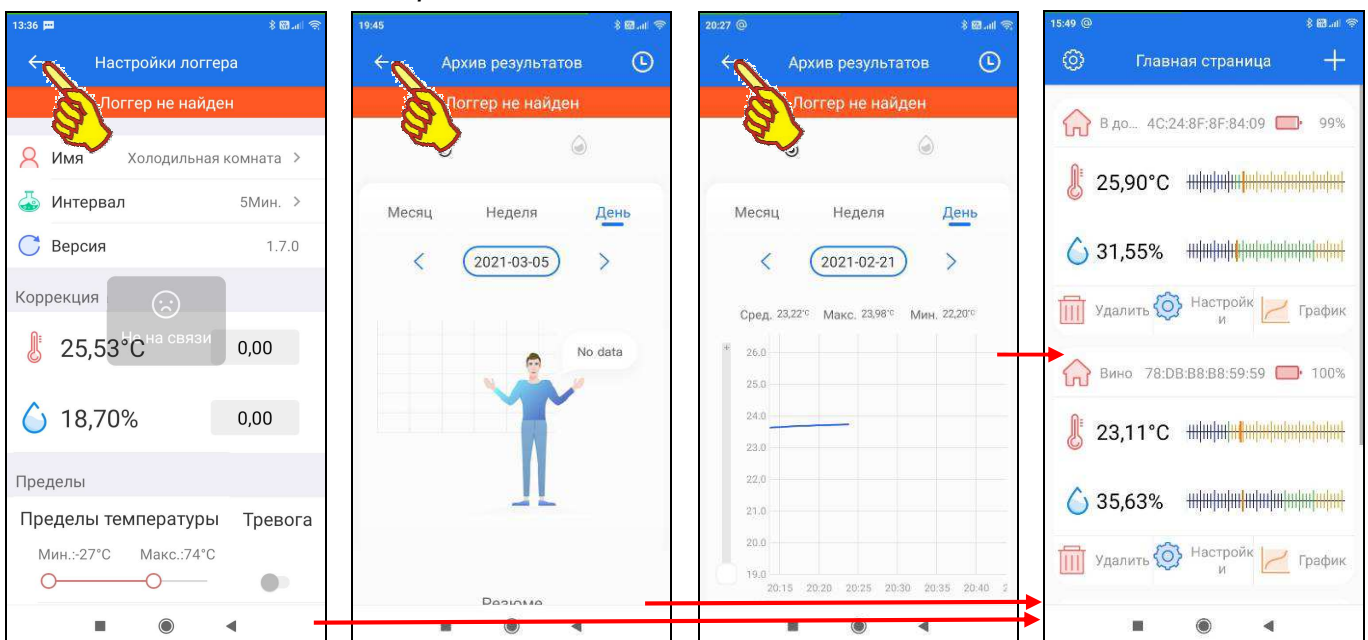 13:36
Настройки логгера
Логгер не найден
Имя Холодильная комната >
Интервал 5Мин. >
Версия 1.7.0
Коррекция
Не на связи
25,53°C 0,00
18,70% 0,00
Пределы
Пределы температуры Тревога
Мин.:-27°C Макс.:74°C
19:45
Архив результатов
Логгер не найден
Месяц Неделя День
< 2021-03-05 >
No data
Резюме
20:27 @
Архив результатов
Логгер не найден
Месяц Неделя День
< 2021-02-21 >
Сред. 23,22°C Макс. 23,98°C Мин. 22,20°C
26.0
25.0
24.0
23.0
22.0
21.0
20.0
19.0
20:15 20:20 20:25 20:30 20:35 20:40 2
15:49 @
Главная страница
В до... 4C:24:8F:8F:84:09 99%
25,90°C
31,55%
Удалить Настройк
и График
Вино 78:DB:B8:B8:59:59 100%
23,11°C
35,63%
Удалить Настройк
и График